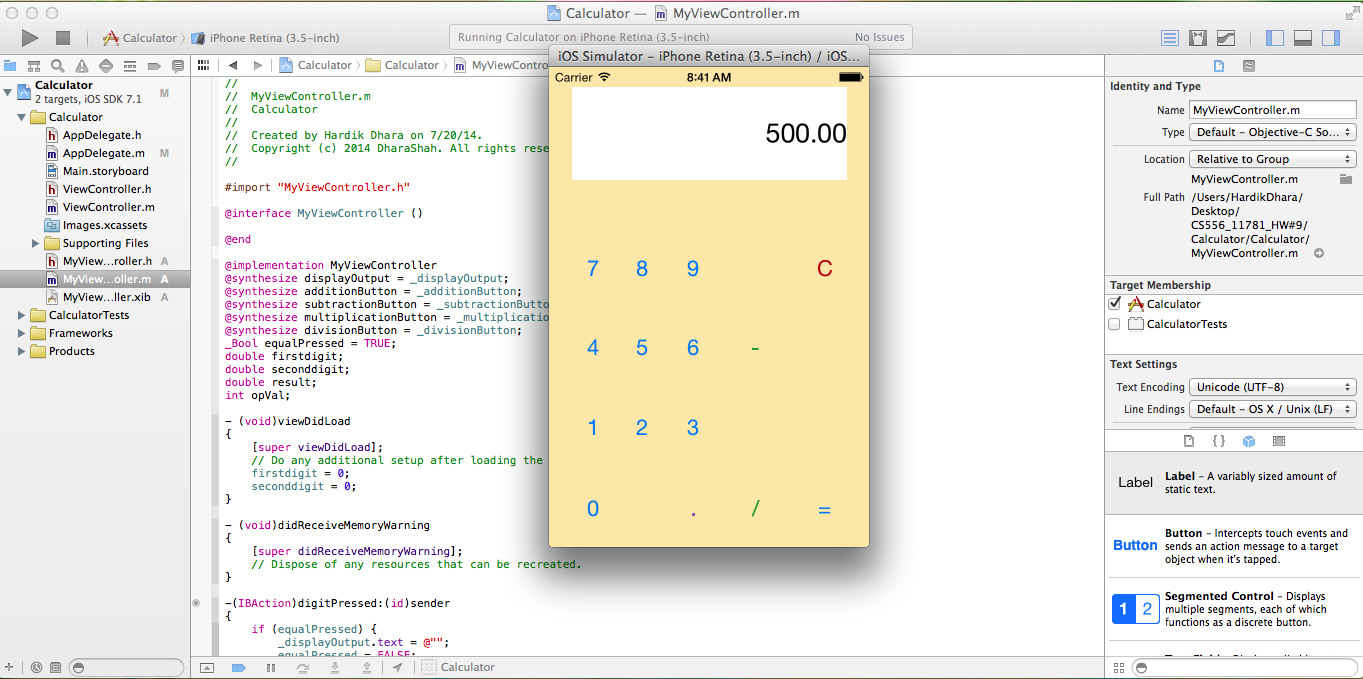 Calculator — MyViewController.m
Calculator
iPhone Retina (3.5-inch)
Running Calculator on iPhone Retina (3.5-inch)
No Issues
Calculator
2 targets, iOS SDK 7.1
M
Calculator
AppDelegate.h
AppDelegate.m M
Main.storyboard
ViewController.h
ViewController.m
Images.xcassets
Supporting Files
MyView...roller.h A
MyView...oller.m A
MyView...ller.xib A
CalculatorTests
Frameworks
Products
Calculator
Calculator
MyViewContro
//
// MyViewController.m
// Calculator
//
// Created by Hardik Dhara on 7/20/14.
// Copyright (c) 2014 DharaShah. All rights rese
//
#import "MyViewController.h"
@interface MyViewController ()
@end
@implementation MyViewController
@synthesize displayOutput = _displayOutput;
@synthesize additionButton = _additionButton;
@synthesize subtractionButton = _subtractionButto
@synthesize multiplicationButton = _multiplication
@synthesize divisionButton = _divisionButton;
_Bool equalPressed = TRUE;
double firstdigit;
double seconddigit;
double result;
int opVal;
- (void)viewDidLoad
{
[super viewDidLoad];
// Do any additional setup after loading the
firstdigit = 0;
seconddigit = 0;
}
- (void)didReceiveMemoryWarning
{
[super didReceiveMemoryWarning];
// Dispose of any resources that can be recreated.
}
-(IBAction)digitPressed:(id)sender
{
if (equalPressed) {
_displayOutput.text = @"";
equalPressed = FALSE;
Calculator
iOS Simulator - iPhone Retina (3.5-inch) / iOS...
Carrier 8:41 AM
500.00
7 8 9 C
4 5 6 -
1 2 3
0 . / =
Identity and Type
Name MyViewController.m
Type Default - Objective-C So...
Location Relative to Group
MyViewController.m
Full Path /Users/HardikDhara/
Desktop/
CS556_11781_HW#9/
Calculator/Calculator/
MyViewController.m
Target Membership
Calculator
CalculatorTests
Text Settings
Text Encoding Unicode (UTF-8)
Line Endings Default - OS X / Unix (LF)
Label
Label - A variably sized amount of
static text.
Button
Button - Intercepts touch events and
sends an action message to a target
object when it's tapped.
1 2
Segmented Control - Displays
multiple segments, each of which
functions as a discrete button.